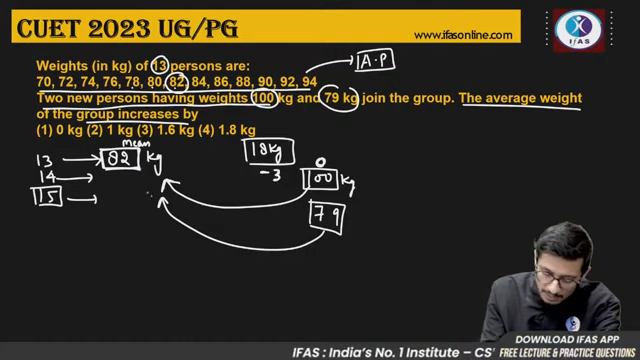 CUET 2023 UG/PG
www.ifasonline.com
IFAS
Weights (in kg) of 13 persons are:
A.P
70, 72, 74, 76, 78, 80, 82, 84, 86, 88, 90, 92, 94
Two new persons having weights 100 kg and 79 kg join the group. The average weight
of the group increases by
(1) 0 kg (2) 1 kg (3) 1.6 kg (4) 1.8 kg
mean
13 82 kg
18kg
-3
0
14
100 kg
15
79
DOWNLOAD IFAS APP
IFAS : India's No. 1 Institute – CS
FREE LECTURE & PRACTICE QUESTIONS